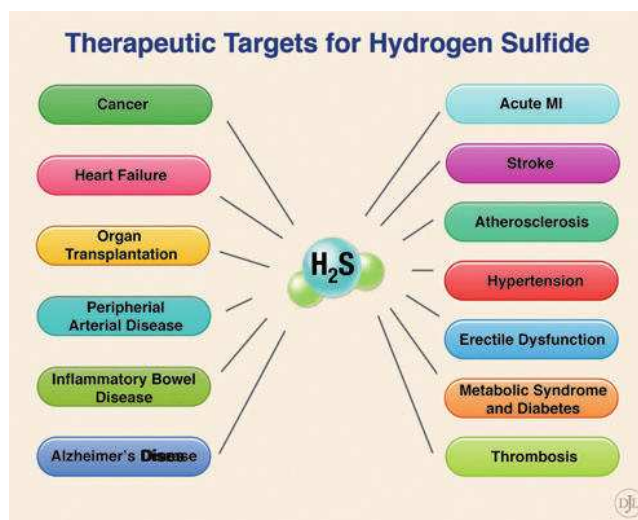 Therapeutic Targets for Hydrogen Sulfide
Cancer
Heart Failure
Organ
Transplantation
Peripherial
Arterial Disease
Inflammatory Bowel
Disease
Alzheimer's
H₂S
Acute MI
Stroke
Atherosclerosis
Hypertension
Erectile Dysfunction
Metabolic Syndrome
and Diabetes
Thrombosis
DJL